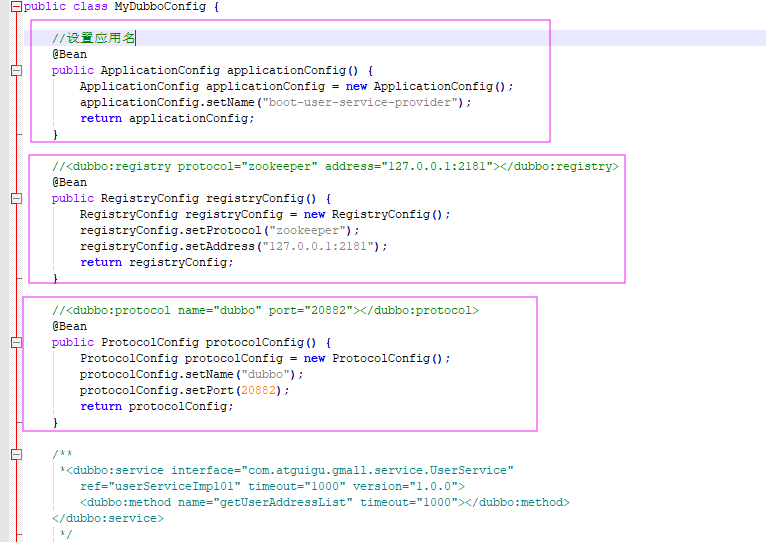 public class MyDubboConfig {
//设置应用名
@Bean
public ApplicationConfig applicationConfig() {
ApplicationConfig applicationConfig = new ApplicationConfig();
applicationConfig.setName("boot-user-service-provider");
return applicationConfig;
}
//<dubbo:registry protocol="zookeeper" address="127.0.0.1:2181"></dubbo:registry>
@Bean
public RegistryConfig registryConfig() {
RegistryConfig registryConfig = new RegistryConfig();
registryConfig.setProtocol("zookeeper");
registryConfig.setAddress("127.0.0.1:2181");
return registryConfig;
}
//<dubbo:protocol name="dubbo" port="20882"></dubbo:protocol>
@Bean
public ProtocolConfig protocolConfig() {
ProtocolConfig protocolConfig = new ProtocolConfig();
protocolConfig.setName("dubbo");
protocolConfig.setPort(20882);
return protocolConfig;
}
/**
*<dubbo:service interface="com.atguigu.gmall.service.UserService"
ref="userServiceImpl01" timeout="1000" version="1.0.0">
<dubbo:method name="getUserAddressList" timeout="1000"></dubbo:method>
</dubbo:service>
*/